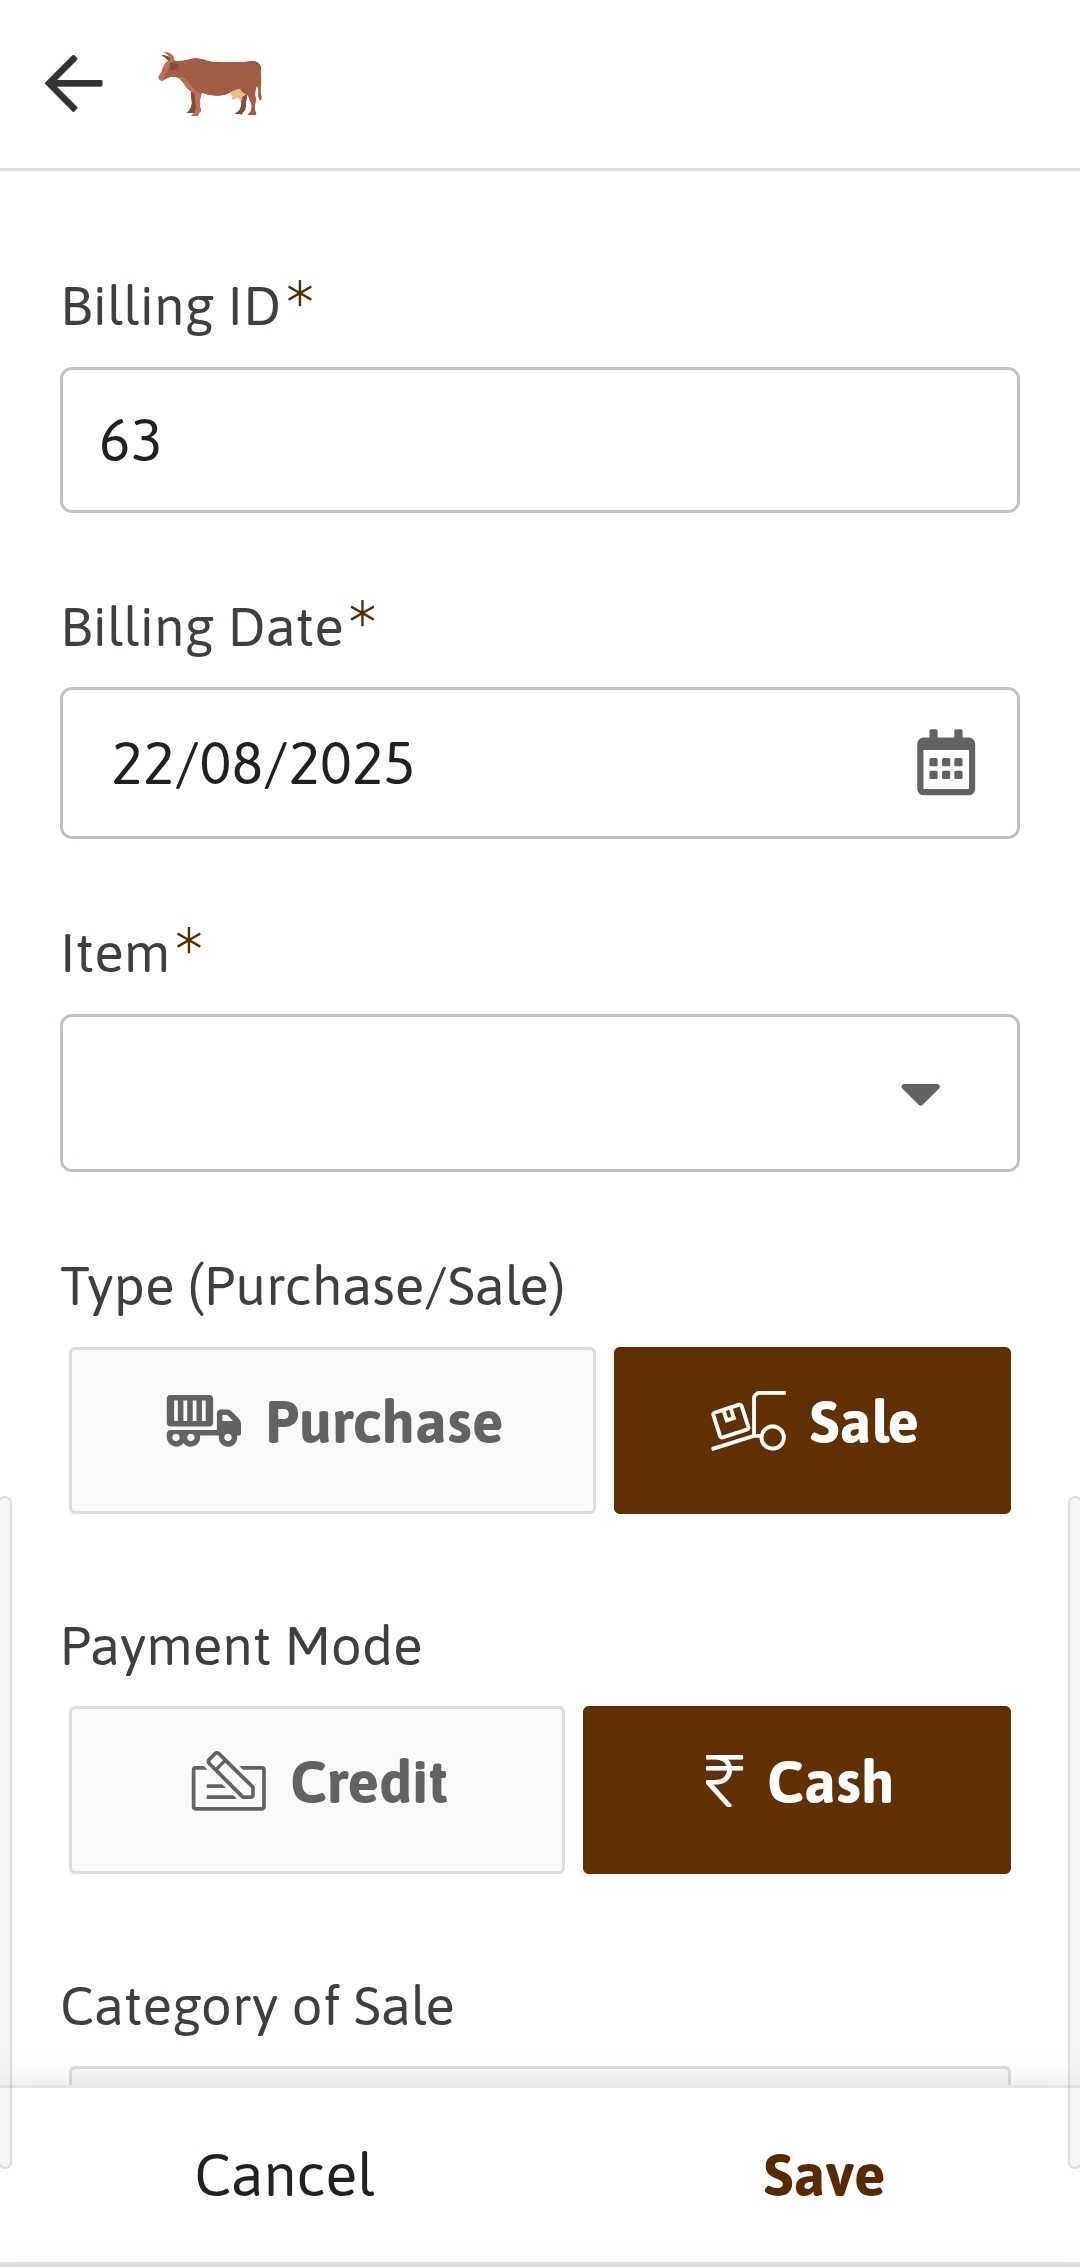 Billing ID*
63
Billing Date*
22/08/2025
Item*
Type (Purchase/Sale)
Purchase
Sale
Payment Mode
Credit
₹ Cash
Category of Sale
Cancel
Save